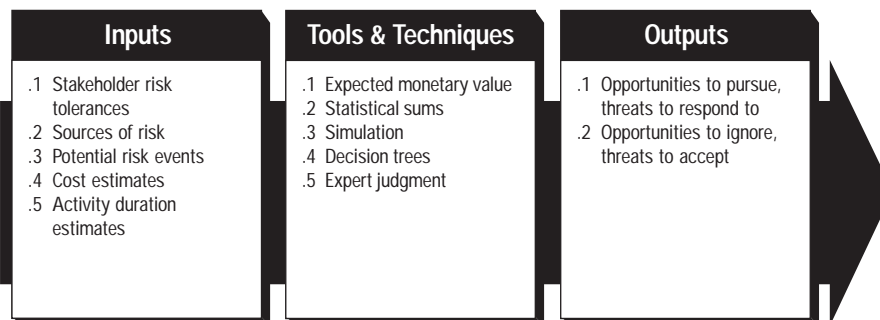 Inputs
.1 Stakeholder risk
tolerances
.2 Sources of risk
.3 Potential risk events
.4 Cost estimates
.5 Activity duration
estimates
Tools & Techniques
.1 Expected monetary value
.2 Statistical sums
.3 Simulation
.4 Decision trees
.5 Expert judgment
Outputs
.1 Opportunities to pursue,
threats to respond to
.2 Opportunities to ignore,
threats to accept